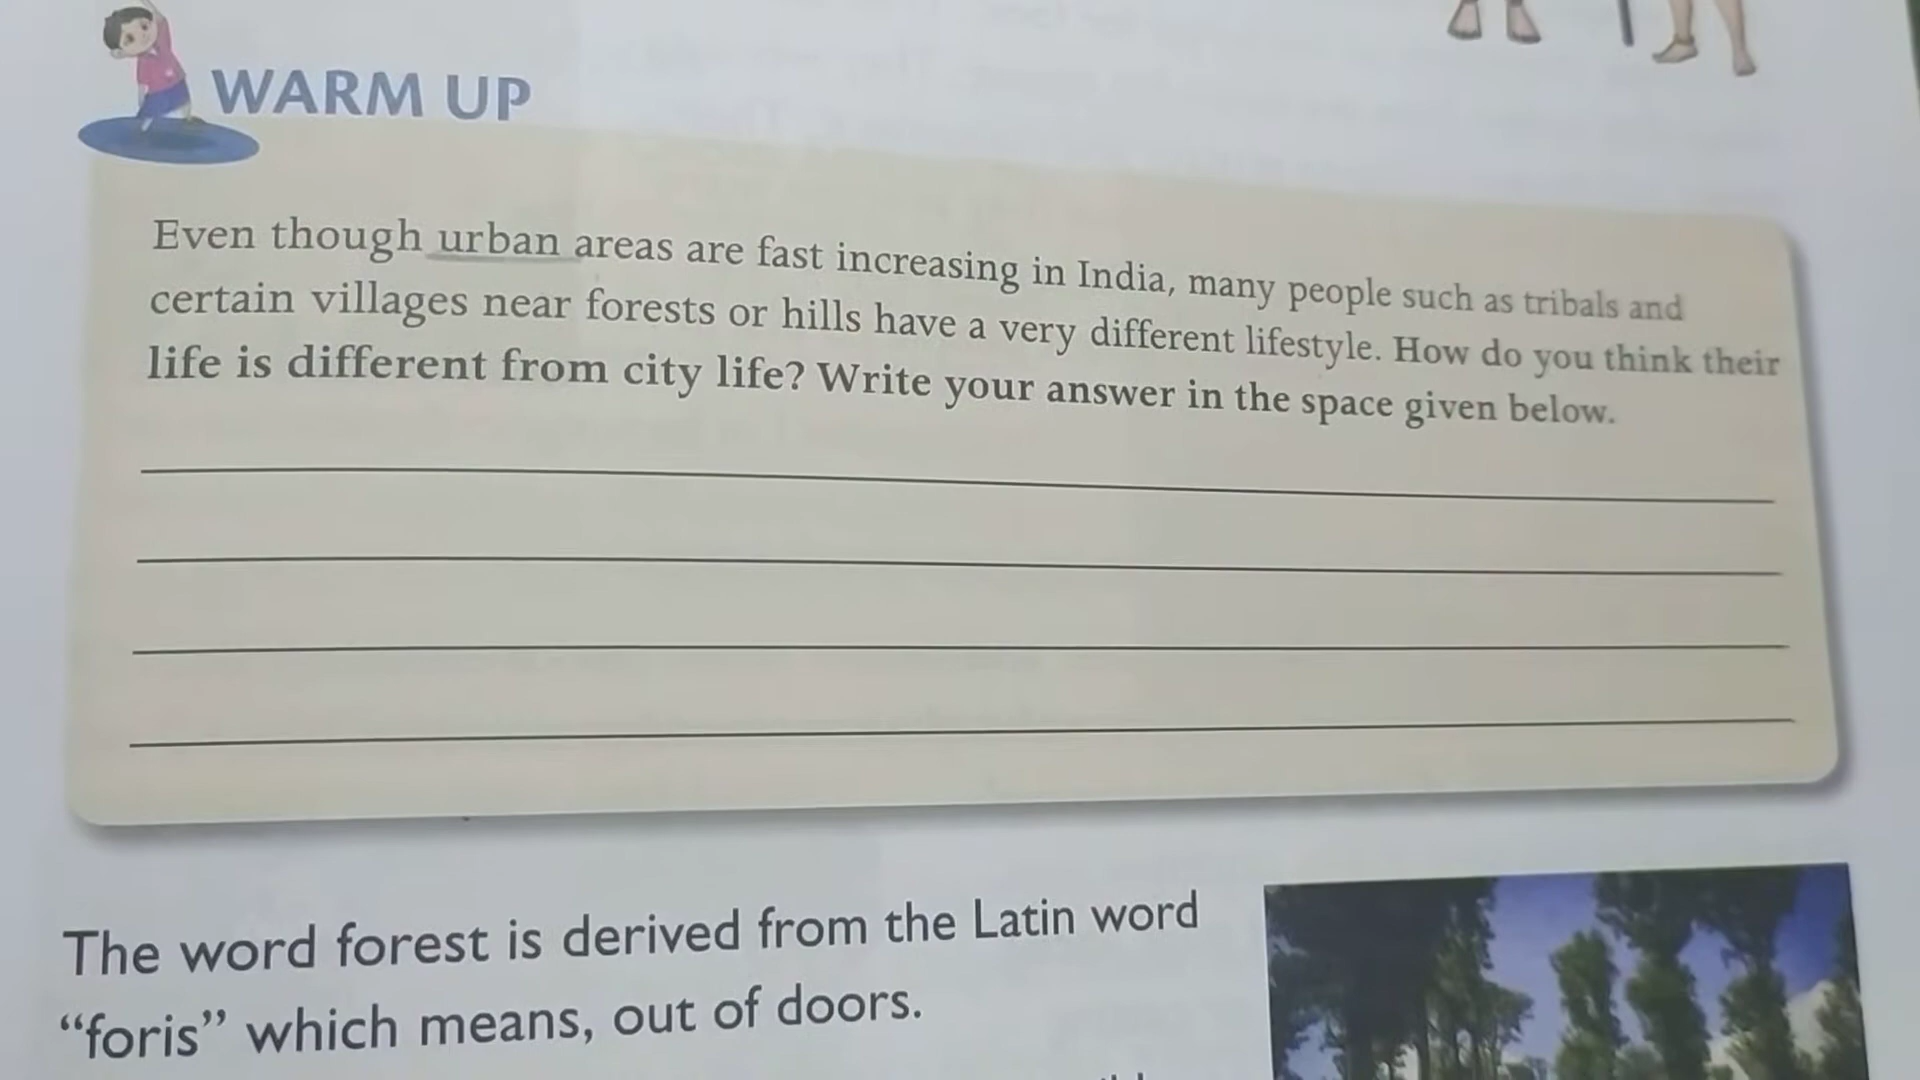 WARM UP
Even though urban areas are fast increasing in India, many people such as tribals and
certain villages near forests or hills have a very different lifestyle. How do you think their
life is different from city life? Write your answer in the space given below.
The word forest is derived from the Latin word
“foris” which means, out of doors.